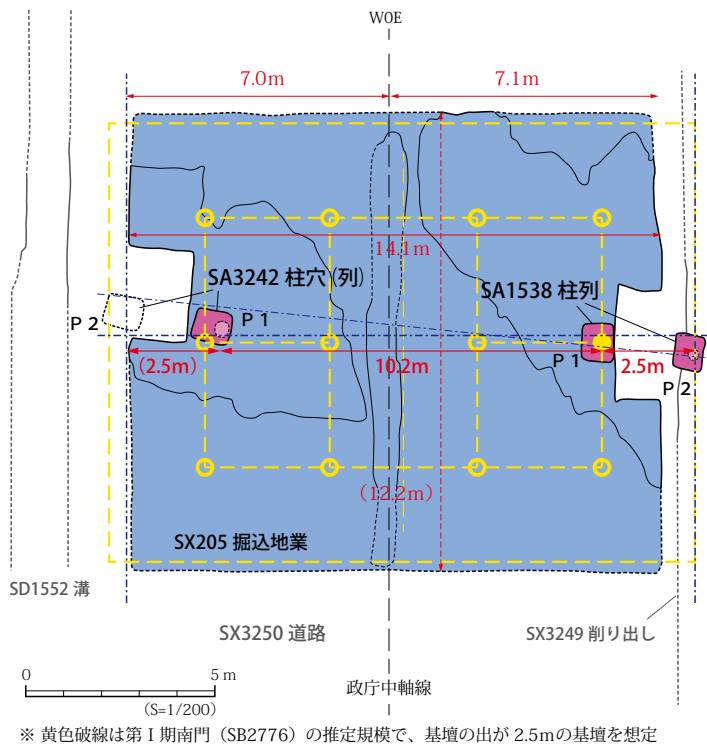 W0E
7.0m
7.1m
14.1m
SA3242 柱穴 (列)
SA1538 柱列
P 2
P 1
(2.5m)
10.2m
P 1
2.5m
P 2
(12.2m)
SX205 掘込地業
SD1552 溝
SX3250 道路
SX3249 削り出し
0
5 m
(S=1/200)
政庁中軸線
※ 黄色破線は第Ⅰ期南門（SB2776）の推定規模で、基壇の出が 2.5mの基壇を想定